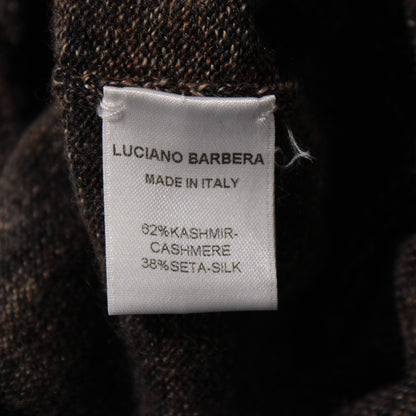 LUCIANO BARBERA
MADE IN ITALY
62%KASHMIR-
CASHMERE
38%SETA-SILK